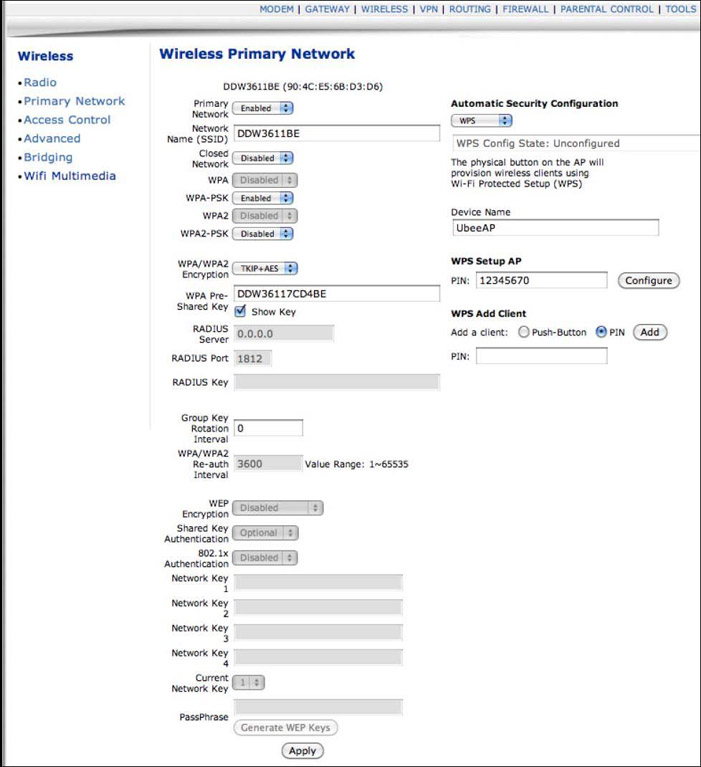 MODEM | GATEWAY | WIRELESS | VPN | ROUTING | FIREWALL | PARENTAL CONTROL | TOOLS
Wireless
Radio
Primary Network
Access Control
Advanced
Bridging
Wifi Multimedia
Wireless Primary Network
DDW3611BE (90:4C:E5:6B:D3:D6)
Primary Network Enabled
Network Name (SSID) DDW3611BE
Closed Network Disabled
WPA Disabled
WPA-PSK Enabled
WPA2 Disabled
WPA2-PSK Disabled
WPA/WPA2 Encryption TKIP+AES
WPA Pre-Shared Key DDW36117CD4BE
Show Key
RADIUS Server 0.0.0.0
RADIUS Port 1812
RADIUS Key
Group Key Rotation Interval 0
WPA/WPA2 Re-auth Interval 3600 Value Range: 1~65535
WEP Encryption Disabled
Shared Key Authentication Optional
802.1x Authentication Disabled
Network Key 1
Network Key 2
Network Key 3
Network Key 4
Current Network Key 1
PassPhrase
Generate WEP Keys
Apply
Automatic Security Configuration
WPS
WPS Config State: Unconfigured
The physical button on the AP will
provision wireless clients using
Wi-Fi Protected Setup (WPS)
Device Name
UbeeAP
WPS Setup AP
PIN: 12345670 Configure
WPS Add Client
Add a client: Push-Button PIN Add
PIN: